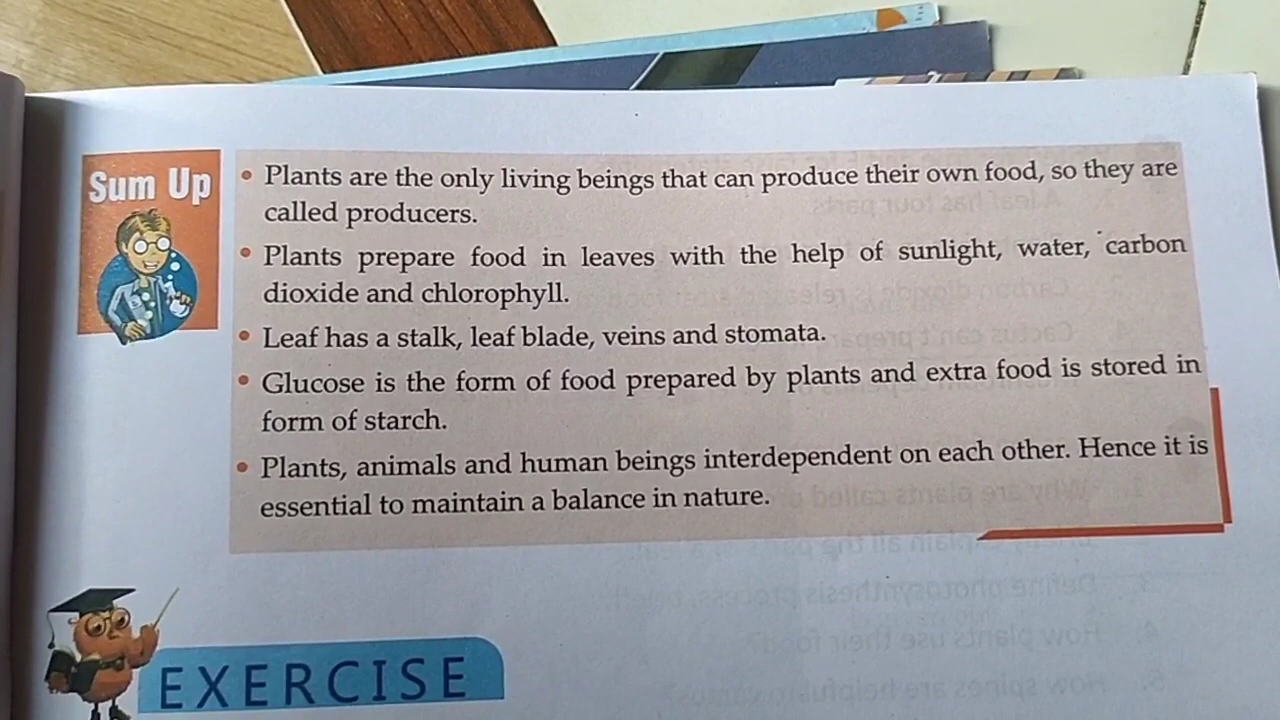 Sum Up
• Plants are the only living beings that can produce their own food, so they are
called producers.
• Plants prepare food in leaves with the help of sunlight, water, carbon
dioxide and chlorophyll.
• Leaf has a stalk, leaf blade, veins and stomata.
• Glucose is the form of food prepared by plants and extra food is stored in
form of starch.
• Plants, animals and human beings interdependent on each other. Hence it is
essential to maintain a balance in nature.
EXERCISE